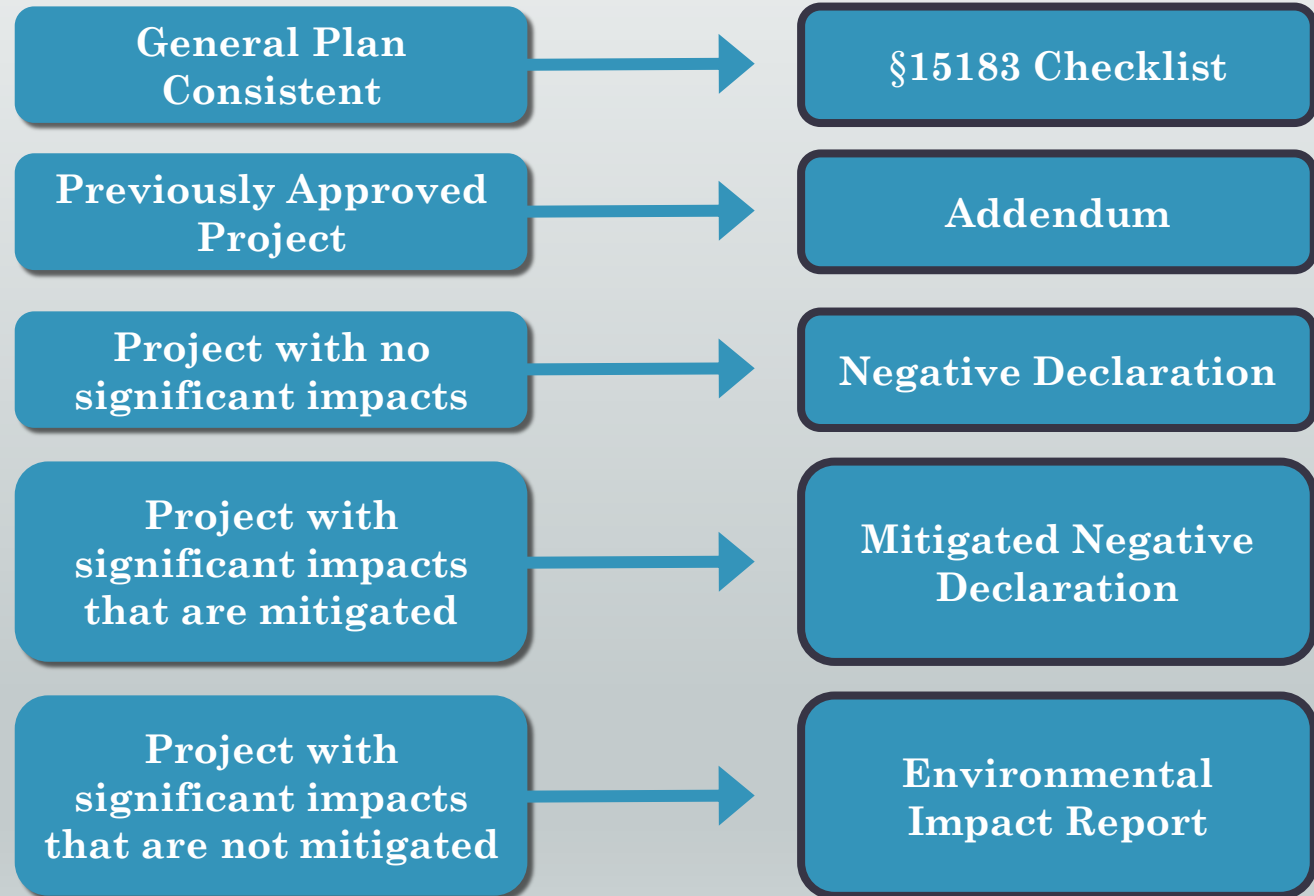 General Plan
Consistent
§15183 Checklist
Previously Approved
Project
Addendum
Project with no
significant impacts
Negative Declaration
Project with
significant impacts
that are mitigated
Mitigated Negative
Declaration
Project with
significant impacts
that are not mitigated
Environmental
Impact Report